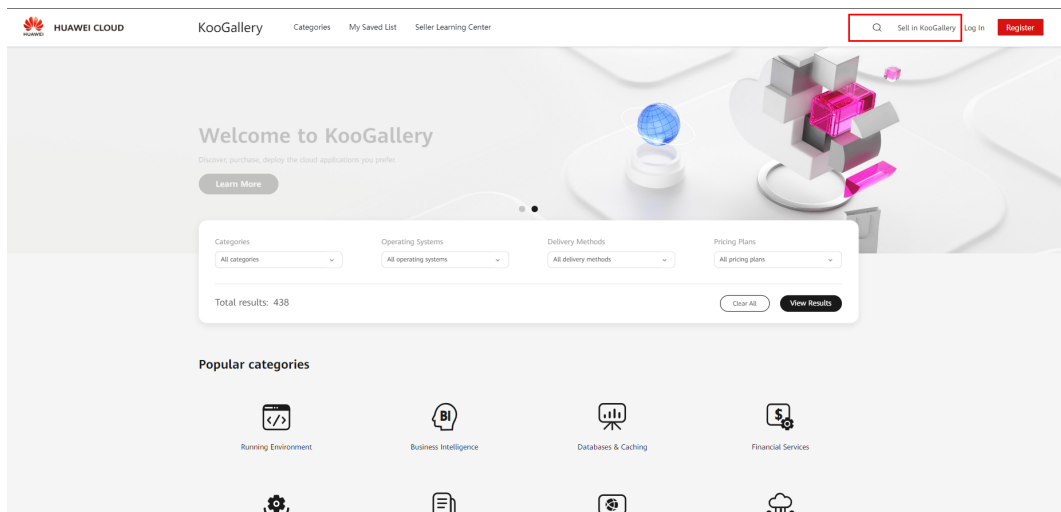 HUAWEI
HUAWEI CLOUD
KooGallery
Categories
My Saved List
Seller Learning Center
Sell in KooGallery
Log In
Register
Welcome to KooGallery
Discover, purchase, deploy the cloud applications you prefer
Learn More
Categories
Operating Systems
Delivery Methods
Pricing Plans
All categories
All operating systems
All delivery methods
All pricing plans
Total results: 438
Clear All
View Results
Popular categories
</>
BI
$
Running Environment
Business Intelligence
Databases & Caching
Financial Services